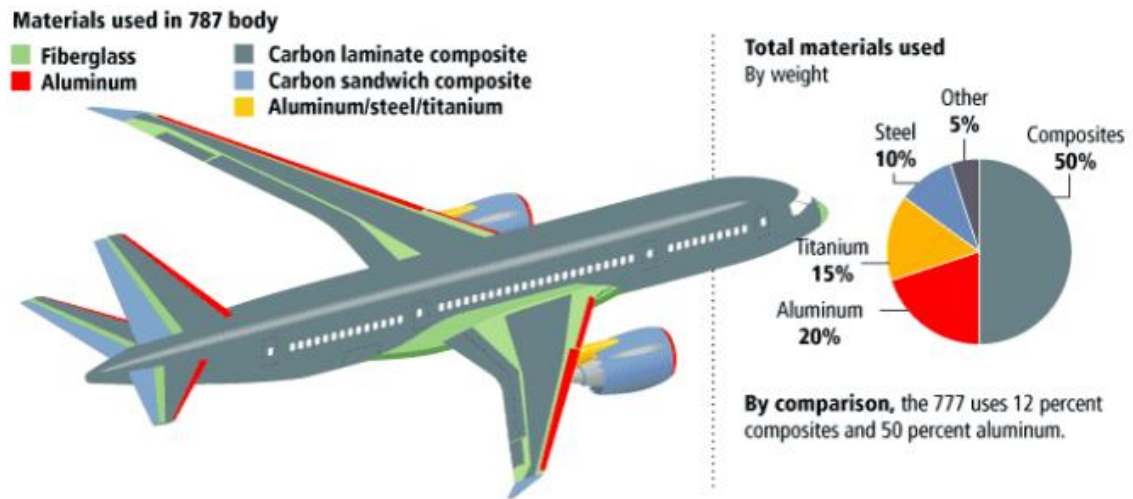 Materials used in 787 body
Fiberglass
Aluminum
Carbon laminate composite
Carbon sandwich composite
Aluminum/steel/titanium
Total materials used
By weight
Other
5%
Steel
10%
Composites
50%
Titanium
15%
Aluminum
20%
By comparison, the 777 uses 12 percent
composites and 50 percent aluminum.